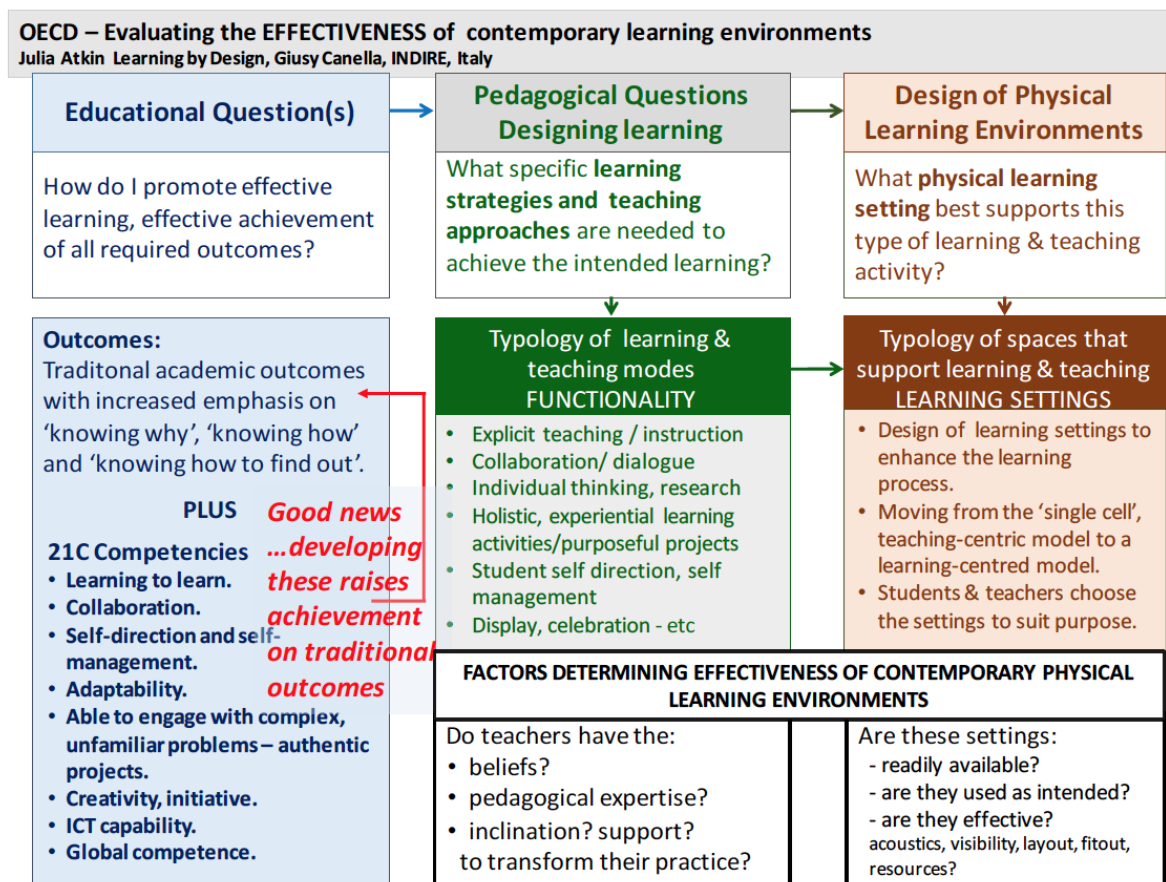 OECD – Evaluating the EFFECTIVENESS of contemporary learning environments
Julia Atkin Learning by Design, Giusy Canella, INDIRE, Italy
Educational Question(s)
How do I promote effective
learning, effective achievement
of all required outcomes?
Pedagogical Questions
Designing learning
What specific learning
strategies and teaching
approaches are needed to
achieve the intended learning?
Design of Physical
Learning Environments
What physical learning
setting best supports this
type of learning & teaching
activity?
Outcomes:
Traditonal academic outcomes
with increased emphasis on
‘knowing why’, ‘knowing how’
and ‘knowing how to find out’.
PLUS
21C Competencies
• Learning to learn.
• Collaboration.
• Self-direction and self-
management.
• Adaptability.
• Able to engage with complex,
unfamiliar problems – authentic
projects.
• Creativity, initiative.
• ICT capability.
• Global competence.
Good news
...developing
these raises
achievement
on traditional
outcomes
Typology of learning &
teaching modes
FUNCTIONALITY
• Explicit teaching / instruction
• Collaboration/ dialogue
• Individual thinking, research
• Holistic, experiential learning
activities/purposeful projects
• Student self direction, self
management
• Display, celebration - etc
Typology of spaces that
support learning & teaching
LEARNING SETTINGS
• Design of learning settings to
enhance the learning
process.
• Moving from the ‘single cell’,
teaching-centric model to a
learning-centred model.
• Students & teachers choose
the settings to suit purpose.
FACTORS DETERMINING EFFECTIVENESS OF CONTEMPORARY PHYSICAL
LEARNING ENVIRONMENTS
Do teachers have the:
• beliefs?
• pedagogical expertise?
• inclination? support?
to transform their practice?
Are these settings:
- readily available?
- are they used as intended?
- are they effective?
acoustics, visibility, layout, fitout,
resources?